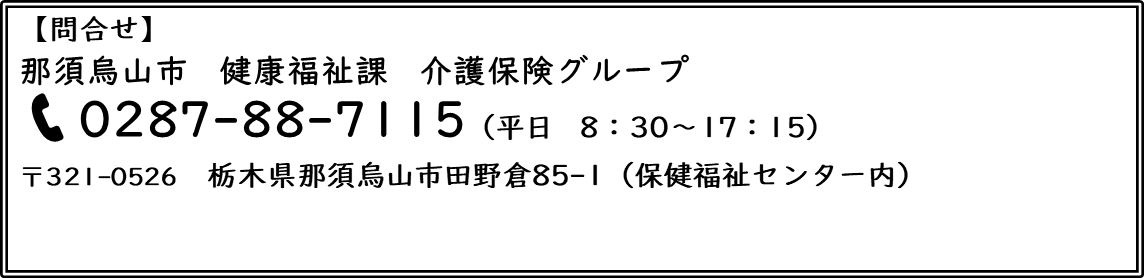 【問合せ】
那須烏山市　健康福祉課　介護保険グループ
0287-88-7115（平日　8：30～17：15）
〒321-0526　栃木県那須烏山市田野倉85-1（保健福祉センター内）